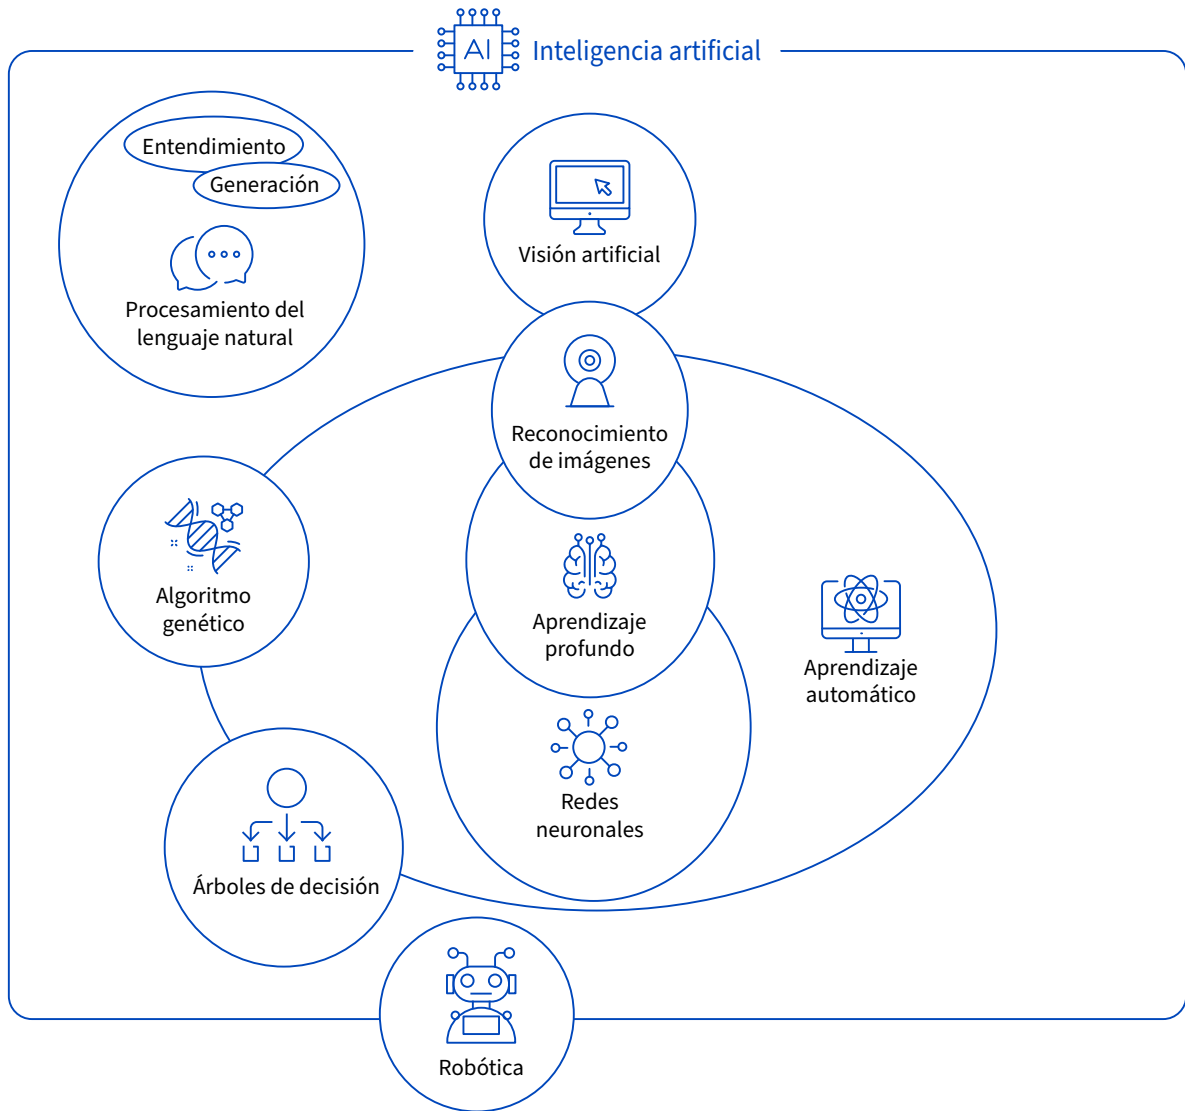 AI
Inteligencia artificial
Entendimiento
Generación
Procesamiento del
lenguaje natural
Visión artificial
Reconocimiento
de imágenes
Algoritmo
genético
Aprendizaje
profundo
Aprendizaje
automático
Redes
neuronales
Árboles de decisión
Robótica